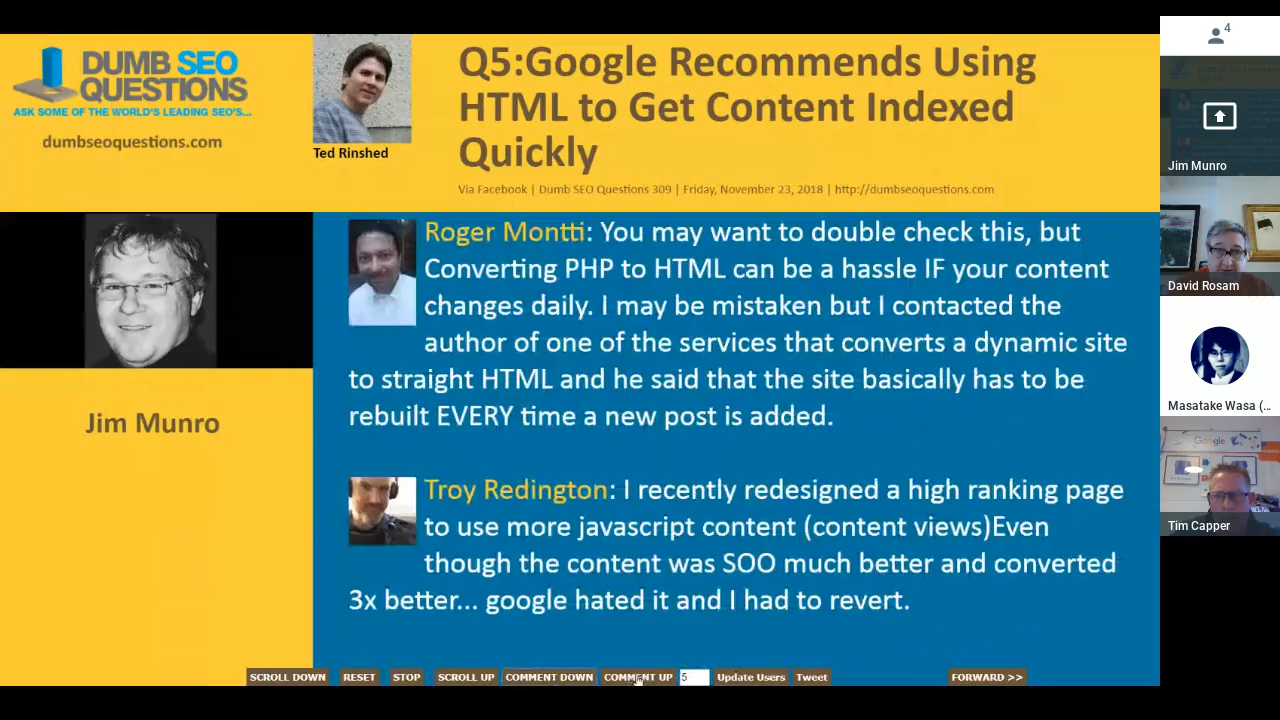 DUMB SEO
QUESTIONS
ASK SOME OF THE WORLD'S LEADING SEO'S...
dumbseoquestions.com
Ted Rinshed
Q5:Google Recommends Using
HTML to Get Content Indexed
Quickly
Via Facebook | Dumb SEO Questions 309 | Friday, November 23, 2018 | http://dumbseoquestions.com
Jim Munro
Roger Montti: You may want to double check this, but
Converting PHP to HTML can be a hassle IF your content
changes daily. I may be mistaken but I contacted the
author of one of the services that converts a dynamic site
to straight HTML and he said that the site basically has to be
rebuilt EVERY time a new post is added.
Troy Redington: I recently redesigned a high ranking page
to use more javascript content (content views)Even
though the content was SOO much better and converted
3x better... google hated it and I had to revert.
SCROLL DOWN
RESET
STOP
SCROLL UP
COMMENT DOWN
COMMENT UP
5
Update Users
Tweet
FORWARD >>
4
Jim Munro
David Rosam
Masatake Wasa (...
Google
Tim Capper